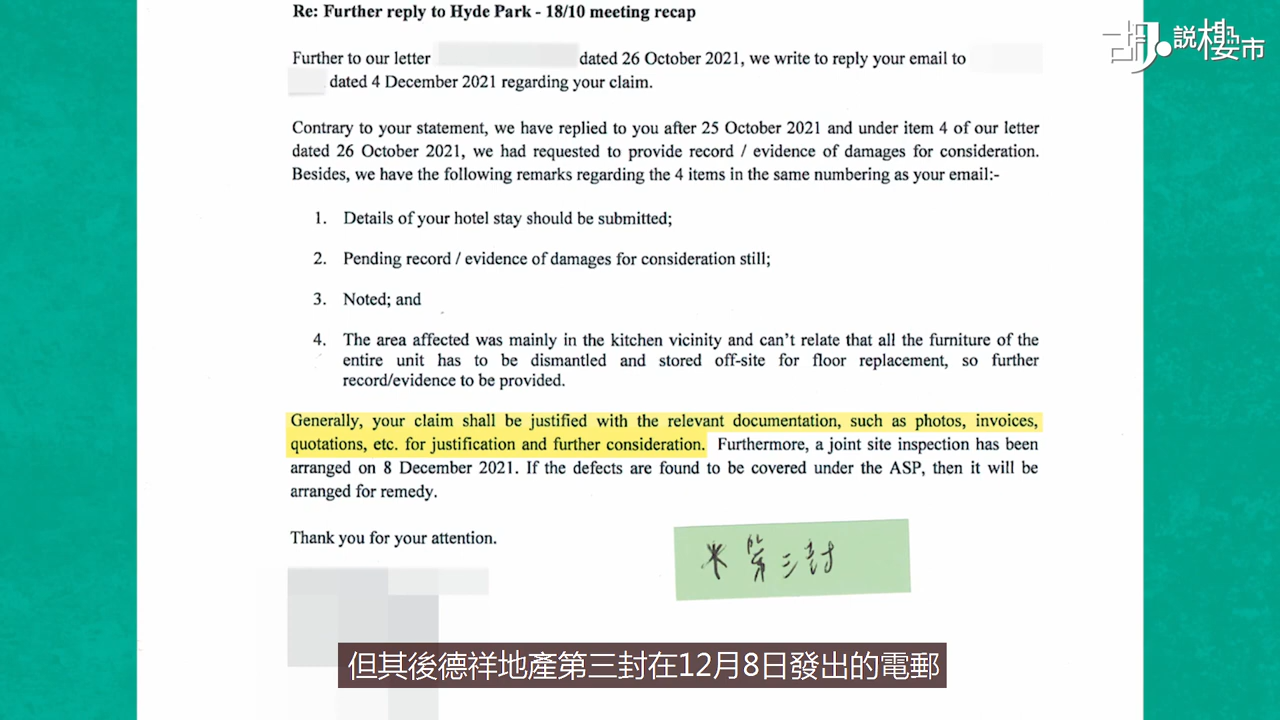 Re: Further reply to Hyde Park - 18/10 meeting recap
胡.說樓市
Further to our letter dated 26 October 2021, we write to reply your email to
dated 4 December 2021 regarding your claim.
Contrary to your statement, we have replied to you after 25 October 2021 and under item 4 of our letter
dated 26 October 2021, we had requested to provide record / evidence of damages for consideration.
Besides, we have the following remarks regarding the 4 items in the same numbering as your email:-
1. Details of your hotel stay should be submitted;
2. Pending record / evidence of damages for consideration still;
3. Noted; and
4. The area affected was mainly in the kitchen vicinity and can't relate that all the furniture of the
entire unit has to be dismantled and stored off-site for floor replacement, so further
record/evidence to be provided.
Generally, your claim shall be justified with the relevant documentation, such as photos, invoices,
quotations, etc. for justification and further consideration. Furthermore, a joint site inspection has been
arranged on 8 December 2021. If the defects are found to be covered under the ASP, then it will be
arranged for remedy.
Thank you for your attention.
* 第三封
但其後德祥地產第三封在12月8日發出的電郵